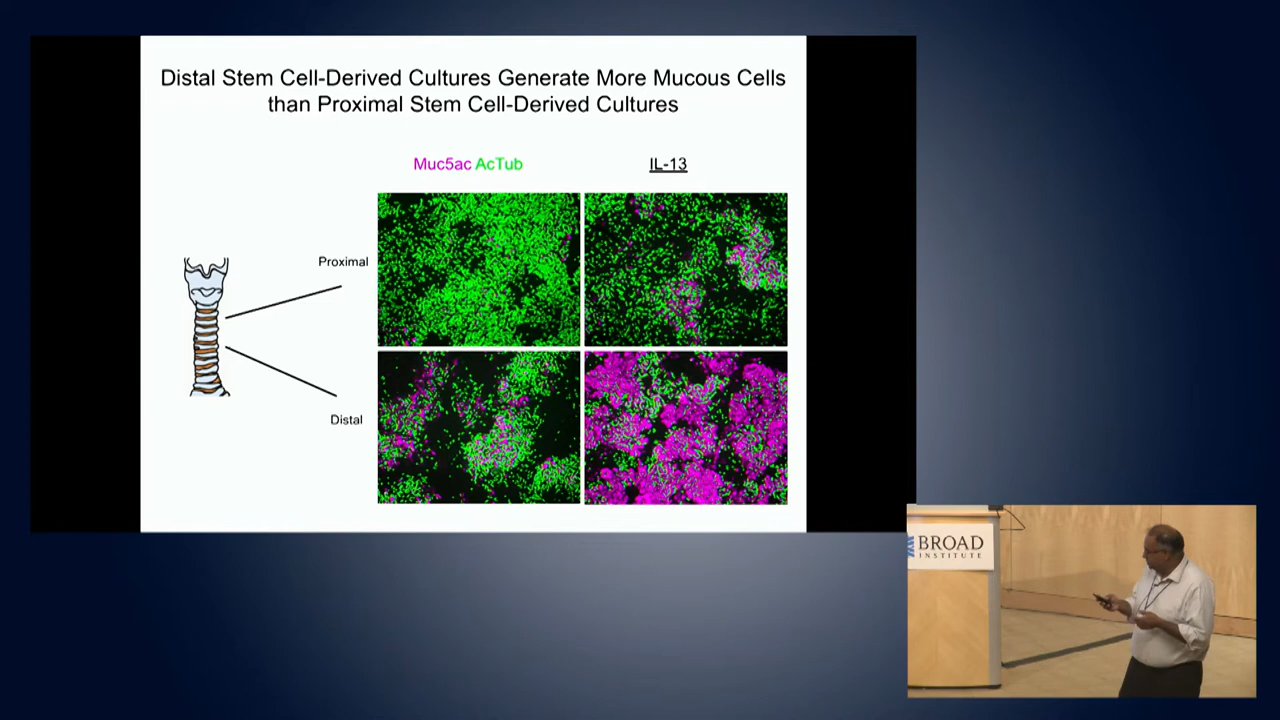 Distal Stem Cell-Derived Cultures Generate More Mucous Cells
than Proximal Stem Cell-Derived Cultures
Muc5ac AcTub
IL-13
Proximal
Distal
BROAD
INSTITUTE